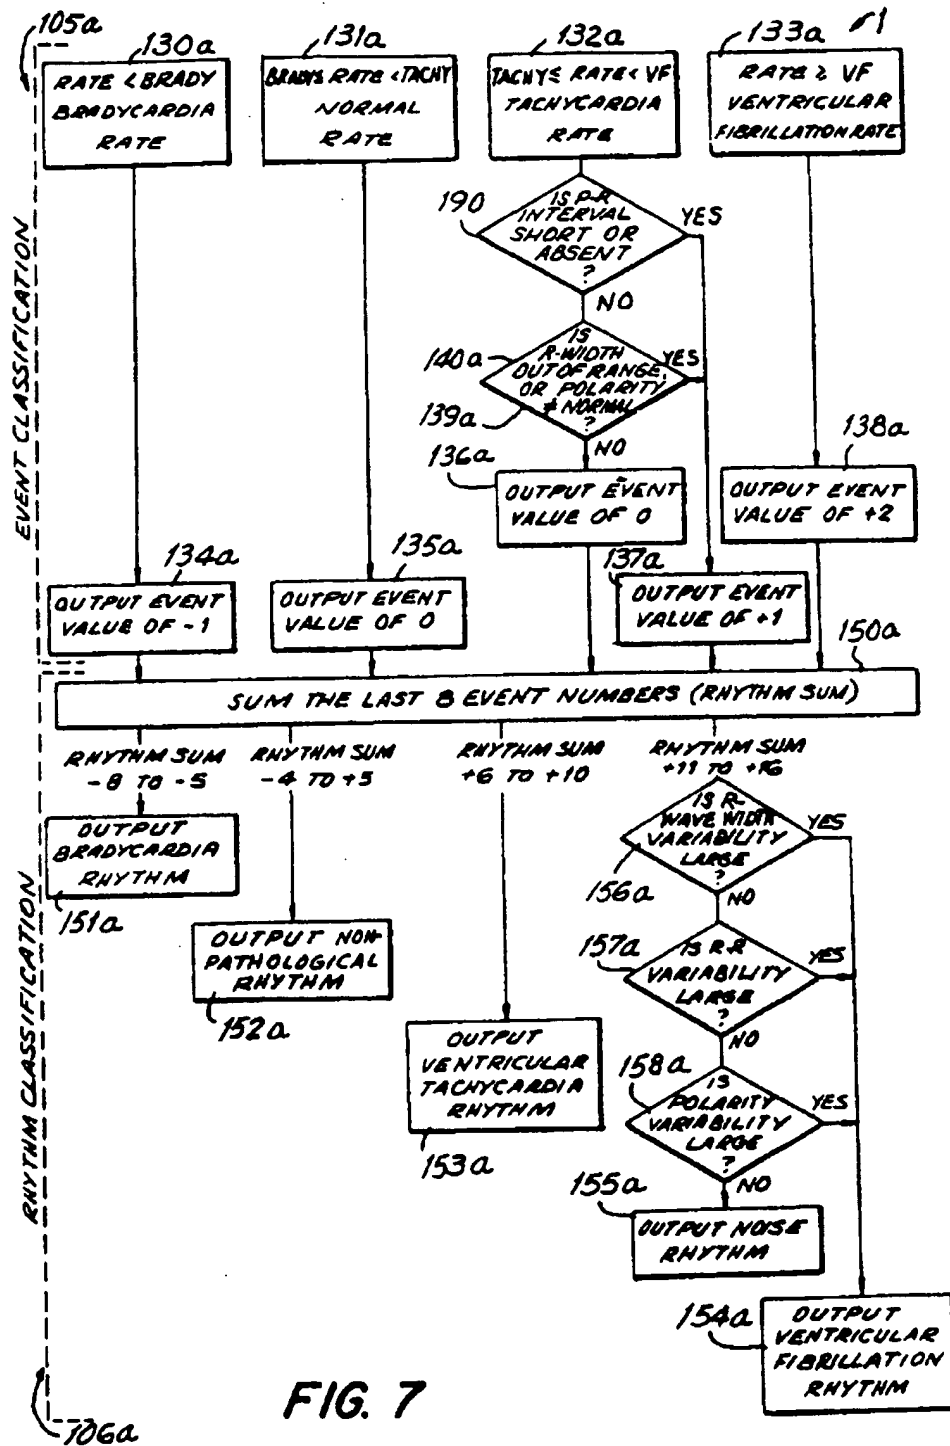 105a
130a
RATE < BRADY
BRADYCARDIA
RATE
131a
BRADY≤ RATE < TACHY
NORMAL
RATE
132a
TACHY ≤ RATE < VF
TACHYCARDIA
RATE
133a
1
RATE ≥ VF
VENTRICULAR
FIBRILLATION RATE
EVENT CLASSIFICATION
190
IS P-R
INTERVAL
SHORT OR
ABSENT
?
YES
NO
140a
139a
IS
R-WIDTH
OUT OF RANGE,
OR POLARITY
≠ NORMAL
?
YES
NO
136a
OUTPUT EVENT
VALUE OF 0
138a
OUTPUT EVENT
VALUE OF +2
134a
OUTPUT EVENT
VALUE OF -1
135a
OUTPUT EVENT
VALUE OF 0
137a
OUTPUT EVENT
VALUE OF +1
150a
SUM THE LAST 8 EVENT NUMBERS (RHYTHM SUM)
RHYTHM SUM
-8 TO -5
RHYTHM SUM
-4 TO +5
RHYTHM SUM
+6 TO +10
RHYTHM SUM
+11 TO +16
RHYTHM CLASSIFICATION
OUTPUT
BRADYCARDIA
RHYTHM
151a
OUTPUT NON-
PATHOLOGICAL
RHYTHM
152a
OUTPUT
VENTRICULAR
TACHYCARDIA
RHYTHM
153a
IS R-
WAVE WIDTH
VARIABILITY
LARGE
?
YES
156a
NO
157a
IS R-R
VARIABILITY
LARGE
?
YES
NO
158a
IS
POLARITY
VARIABILITY
LARGE
?
YES
NO
155a
OUTPUT NOISE
RHYTHM
154a
OUTPUT
VENTRICULAR
FIBRILLATION
RHYTHM
FIG. 7
106a